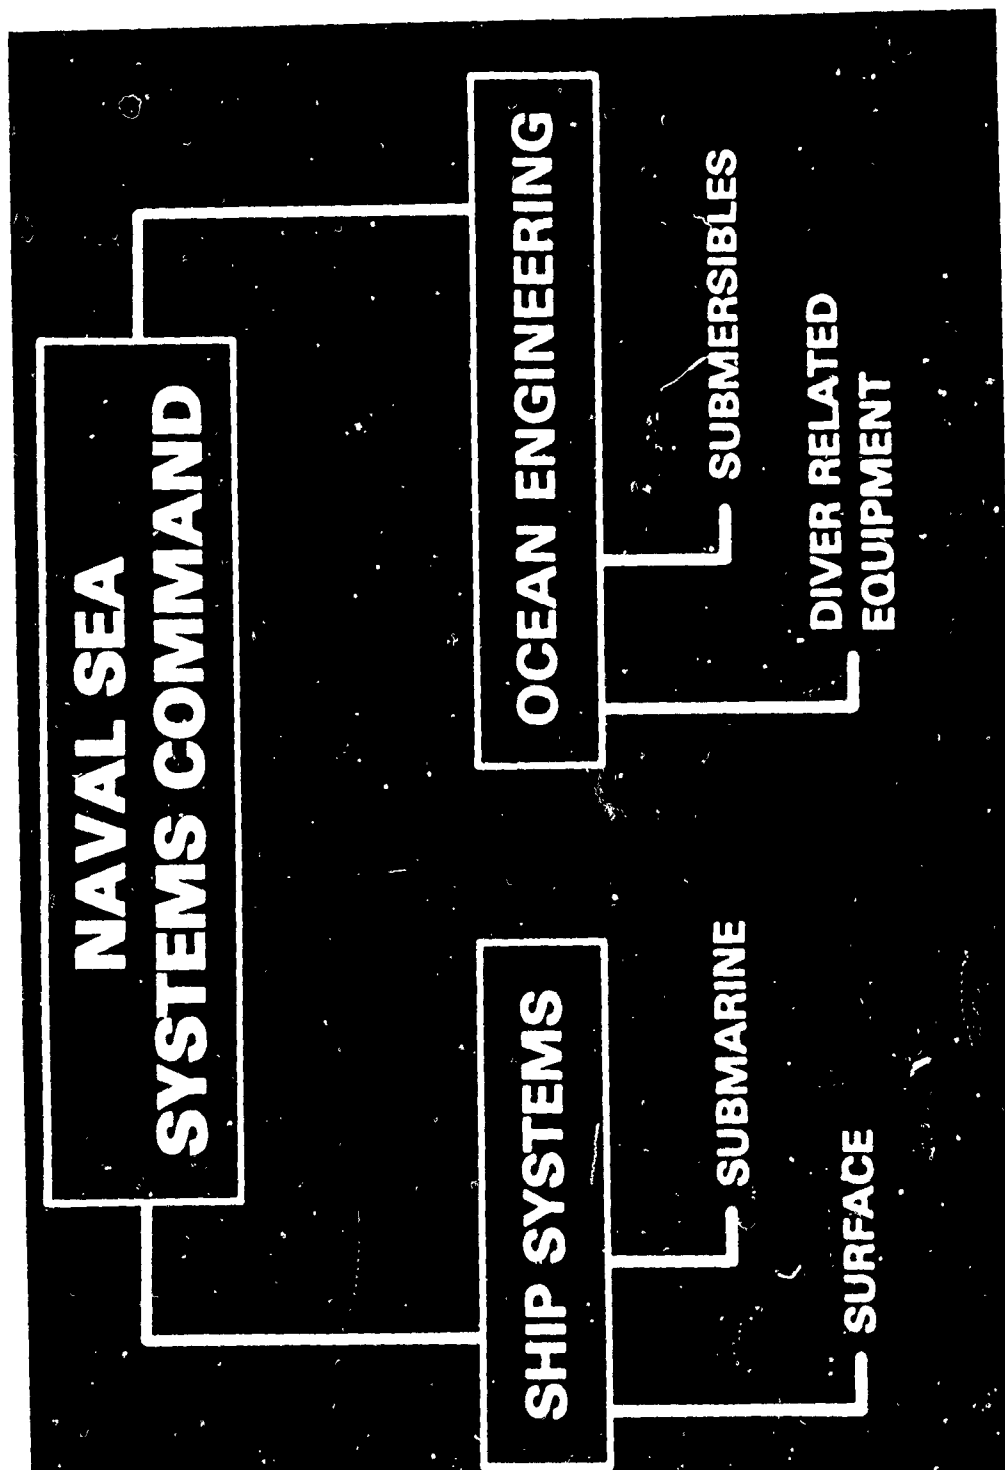 NAVAL SEA
SYSTEMS COMMAND
SHIP SYSTEMS
SUBMARINE
SURFACE
OCEAN ENGINEERING
SUBMERSIBLES
DIVER RELATED
EQUIPMENT